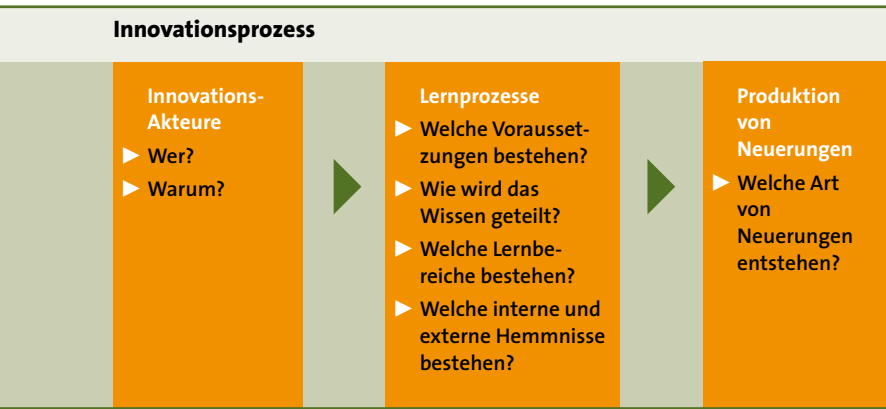 Innovationsprozess
Innovations-
Akteure
Wer?
Warum?
Lernprozesse
Welche Vorausset-
zungen bestehen?
Wie wird das
Wissen geteilt?
Welche Lernbe-
reiche bestehen?
Welche interne und
externe Hemmnisse
bestehen?
Produktion
von
Neuerungen
Welche Art
von
Neuerungen
entstehen?